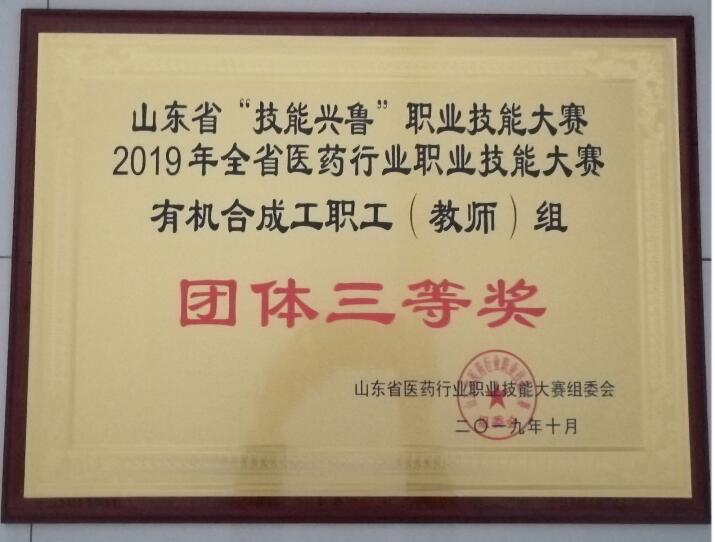 山东省“技能兴鲁”职业技能大赛
2019年全省医药行业职业技能大赛
有机合成工职工（教师）组
团体三等奖
山东省医药行业职业技能大赛组委会
二〇一九年十月
组委会